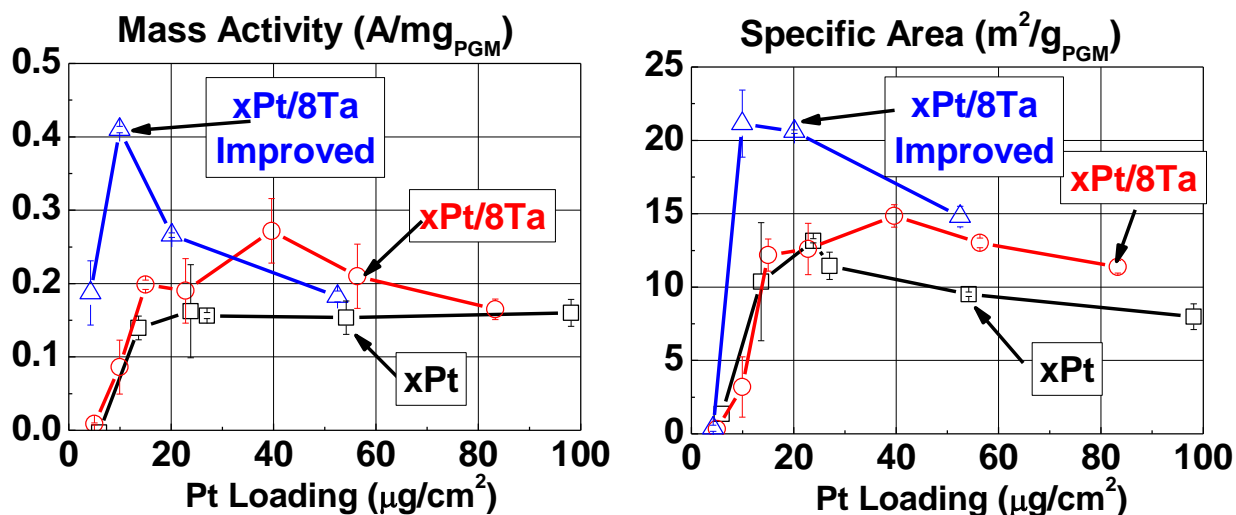 Mass Activity (A/mg_PGM)
0.5
0.4
0.3
0.2
0.1
0.0
xPt/8Ta
Improved
xPt/8Ta
xPt
0 20 40 60 80 100
Pt Loading (μg/cm²)
Specific Area (m²/g_PGM)
25
20
15
10
5
0
xPt/8Ta
Improved
xPt/8Ta
xPt
0 20 40 60 80 100
Pt Loading (μg/cm²)